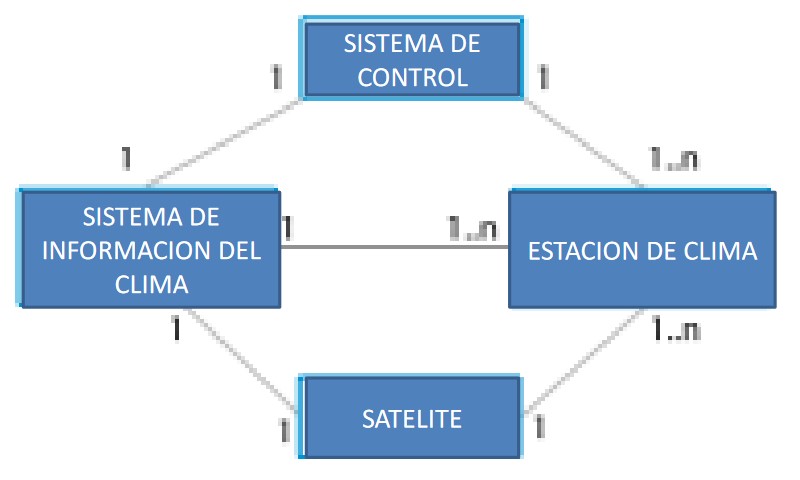 SISTEMA DE
CONTROL
1
1
1
1..n
SISTEMA DE
INFORMACION DEL
CLIMA
1
1..n
ESTACION DE CLIMA
1
1..n
SATELITE
1
1